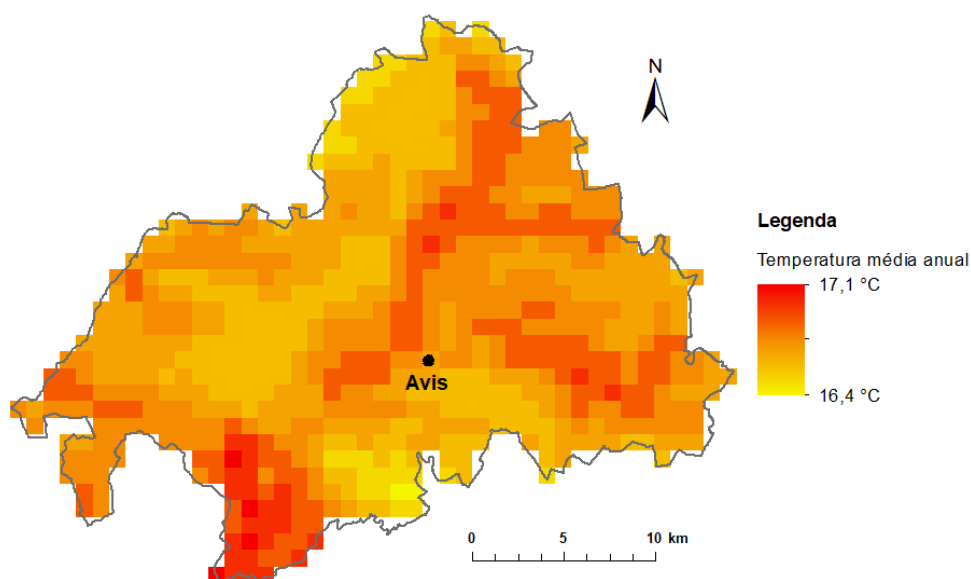 N
Avis
Legenda
Temperatura média anual
17,1 °C
16,4 °C
0 5 10 km